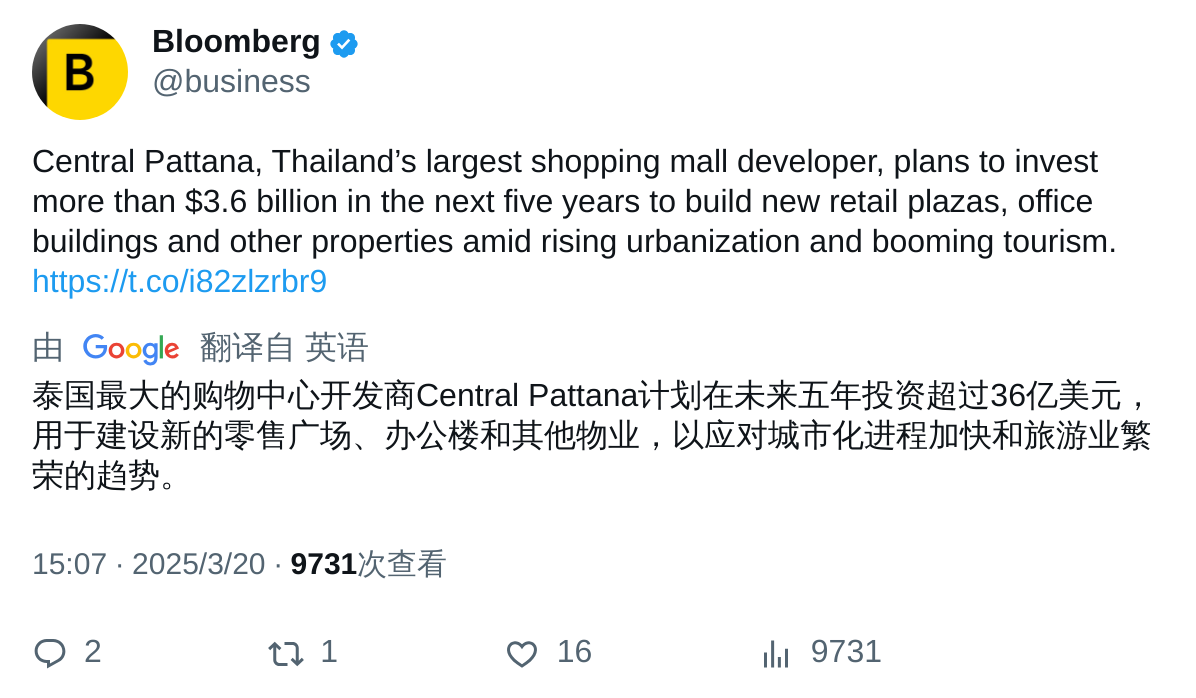 B
Bloomberg
@business
Central Pattana, Thailand’s largest shopping mall developer, plans to invest
more than $3.6 billion in the next five years to build new retail plazas, office
buildings and other properties amid rising urbanization and booming tourism.
https://t.co/i82zlzrbr9
由 Google 翻译自 英语
泰国最大的购物中心开发商Central Pattana计划在未来五年投资超过36亿美元，
用于建设新的零售广场、办公楼和其他物业，以应对城市化进程加快和旅游业繁
荣的趋势。
15:07 · 2025/3/20 · 9731次查看
2 1 16 9731